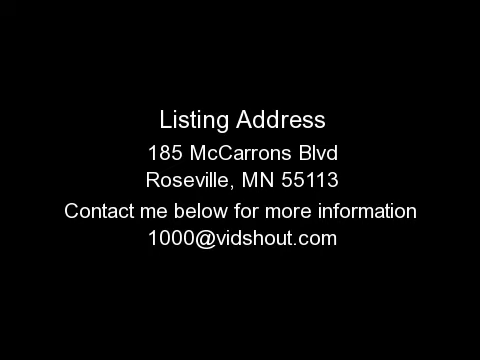 Listing Address
185 McCarrons Blvd
Roseville, MN 55113
Contact me below for more information
1000@vidshout.com